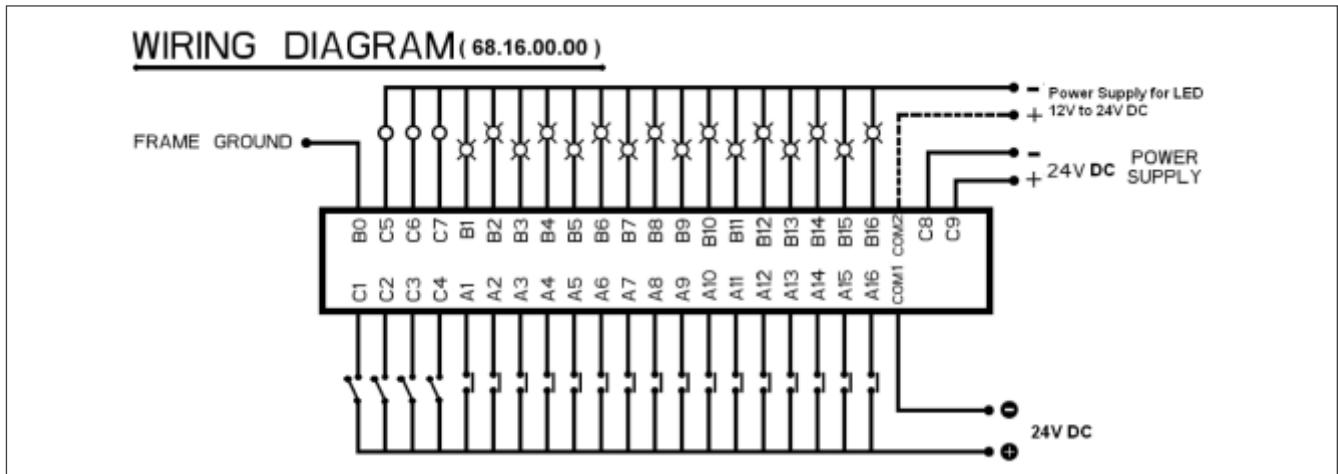 WIRING DIAGRAM ( 68.16.00.00 )
- Power Supply for LED
+ 12V to 24V DC
FRAME GROUND
- POWER
+ 24V DC SUPPLY
B0 C5 C6 C7 B1 B2 B3 B4 B5 B6 B7 B8 B9 B10 B11 B12 B13 B14 B15 B16 COM2 C8 C9
C1 C2 C3 C4 A1 A2 A3 A4 A5 A6 A7 A8 A9 A10 A11 A12 A13 A14 A15 A16 COM1
-
24V DC
+